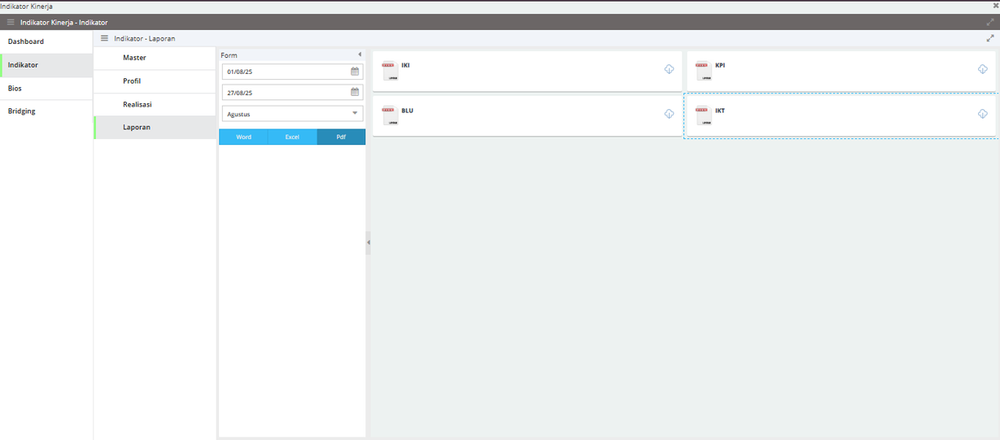 Indikator Kinerja
Indikator Kinerja - Indikator
Dashboard
Indikator
Bios
Bridging
Indikator - Laporan
Master
Profil
Realisasi
Laporan
Form
01/08/25
27/08/25
Agustus
Word Excel Pdf
IKI
KPI
BLU
IKT